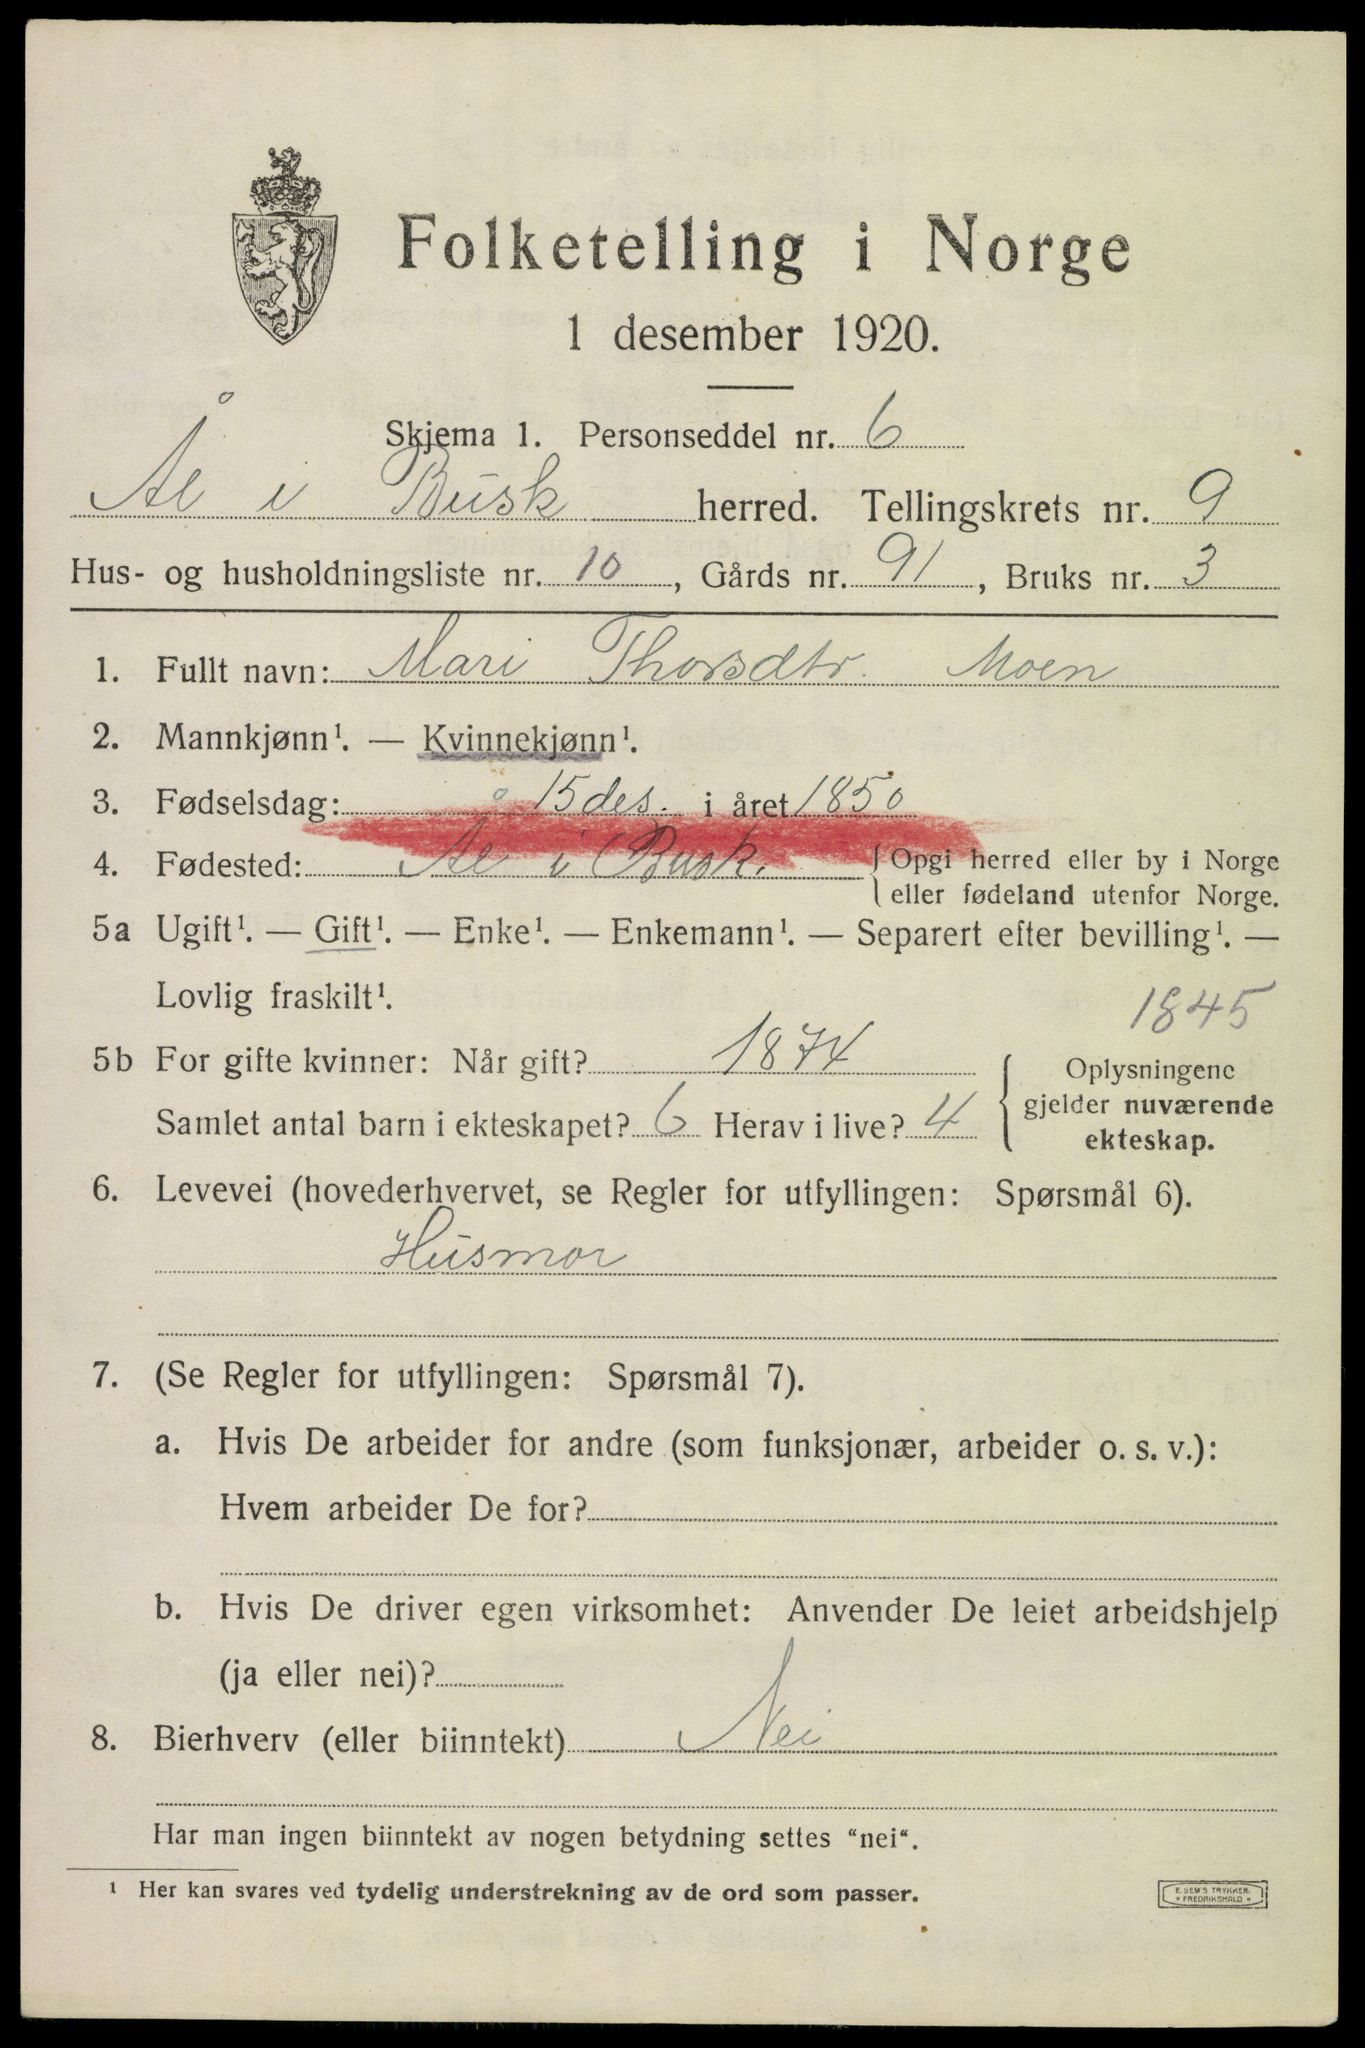 Folketelling i Norge
1 desember 1920.
Skjema 1. Personseddel nr. 6
Ål i Busk herred. Tellingskrets nr. 9
Hus- og husholdningsliste nr. 10, Gårds nr. 91, Bruks nr. 3
1. Fullt navn: Mari Thorsdtr. Moen
2. Mannkjønn¹. — Kvinnekjønn¹.
3. Fødselsdag: 15 des. i året 1850
4. Fødested: Ål i Busk. { Opgi herred eller by i Norge
eller fødeland utenfor Norge.
5a Ugift¹. — Gift¹. — Enke¹. — Enkemann¹. — Separert efter bevilling¹. —
Lovlig fraskilt¹.
1845
5b For gifte kvinner: Når gift? 1874
Samlet antal barn i ekteskapet? 6 Herav i live? 4
Oplysningene
gjelder nuværende
ekteskap.
6. Levevei (hovederhvervet, se Regler for utfyllingen: Spørsmål 6).
Husmor
7. (Se Regler for utfyllingen: Spørsmål 7).
a. Hvis De arbeider for andre (som funksjonær, arbeider o. s. v.):
Hvem arbeider De for?
b. Hvis De driver egen virksomhet: Anvender De leiet arbeidshjelp
(ja eller nei)?
8. Bierhverv (eller biinntekt) Nei
Har man ingen biinntekt av nogen betydning settes "nei".
¹ Her kan svares ved tydelig understrekning av de ord som passer.
E. SEM'S TRYKKERI
* FREDRIKSHALD *